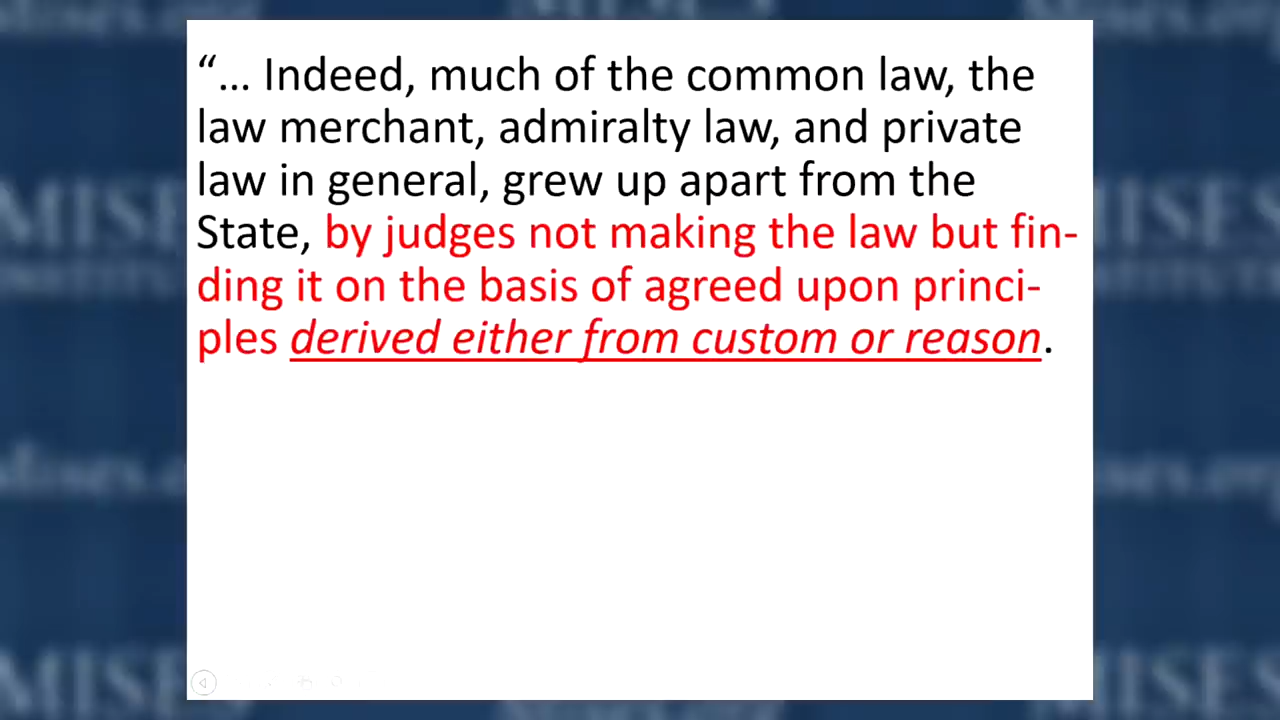 “... Indeed, much of the common law, the
law merchant, admiralty law, and private
law in general, grew up apart from the
State, by judges not making the law but fin-
ding it on the basis of agreed upon princi-
ples derived either from custom or reason.